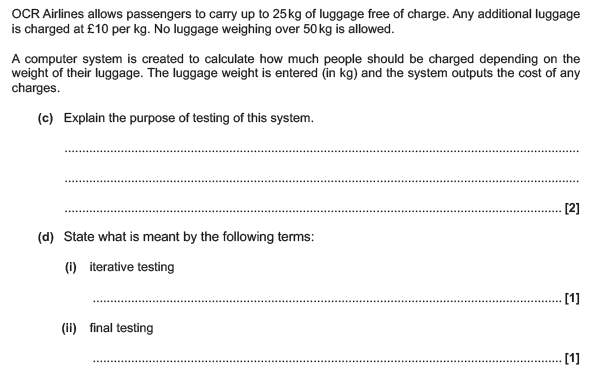 OCR Airlines allows passengers to carry up to 25 kg of luggage free of charge. Any additional luggage
is charged at £10 per kg. No luggage weighing over 50 kg is allowed.
A computer system is created to calculate how much people should be charged depending on the
weight of their luggage. The luggage weight is entered (in kg) and the system outputs the cost of any
charges.
(c) Explain the purpose of testing of this system.
[2]
(d) State what is meant by the following terms:
(i) iterative testing
[1]
(ii) final testing
[1]